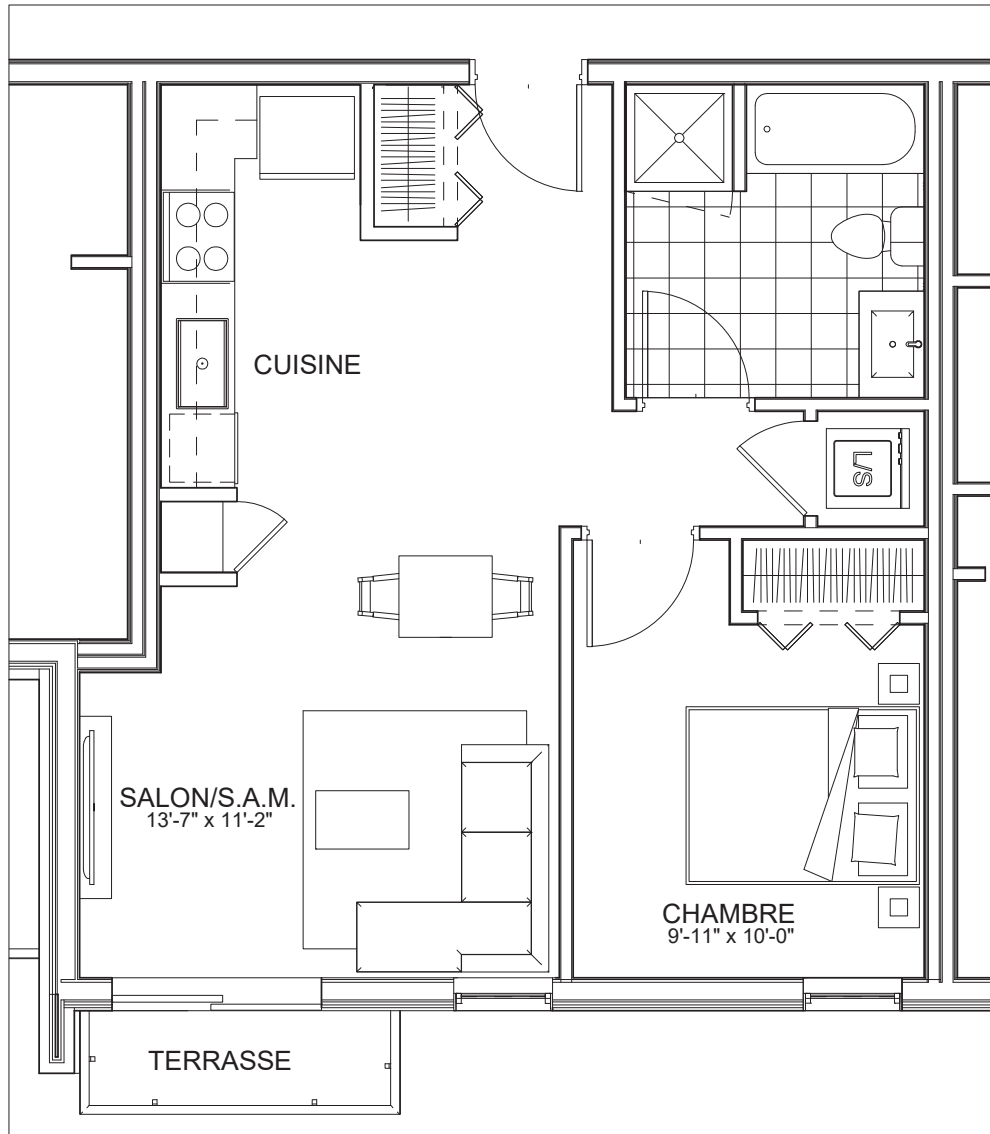 CUISINE
L/S
SALON/S.A.M.
13'-7" x 11'-2"
CHAMBRE
9'-11" x 10'-0"
TERRASSE